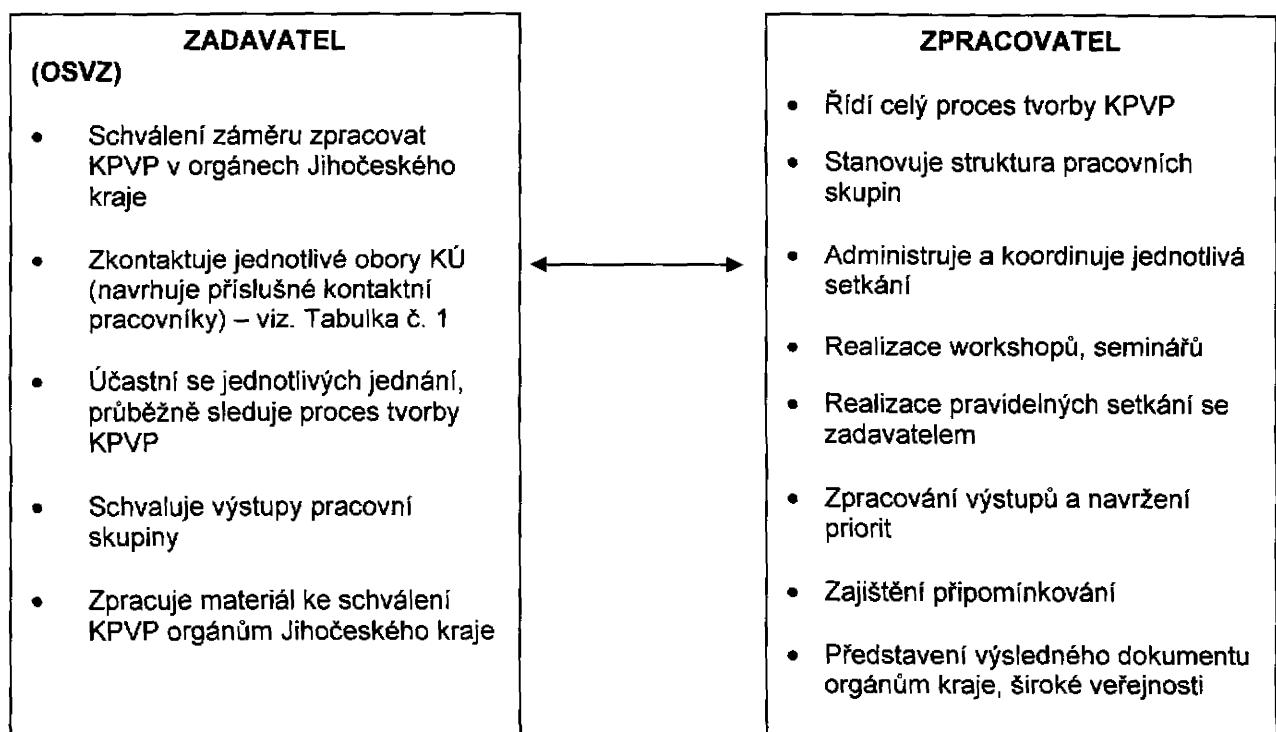 ZADAVATEL
(OSVZ)
• Schválení záměru zpracovat
KPVP v orgánech Jihočeského
kraje
• Zkontaktuje jednotlivé obory KÚ
(navrhuje příslušné kontaktní
pracovníky) – viz. Tabulka č. 1
• Účastní se jednotlivých jednání,
průběžně sleduje proces tvorby
KPVP
• Schvaluje výstupy pracovní
skupiny
• Zpracuje materiál ke schválení
KPVP orgánům Jihočeského kraje
ZPRACOVATEL
• Řídí celý proces tvorby KPVP
• Stanovuje struktura pracovních
skupin
• Administruje a koordinuje jednotlivá
setkání
• Realizace workshopů, seminářů
• Realizace pravidelných setkání se
zadavatelem
• Zpracování výstupů a navržení
priorit
• Zajištění připomínkování
• Představení výsledného dokumentu
orgánům kraje, široké veřejnosti